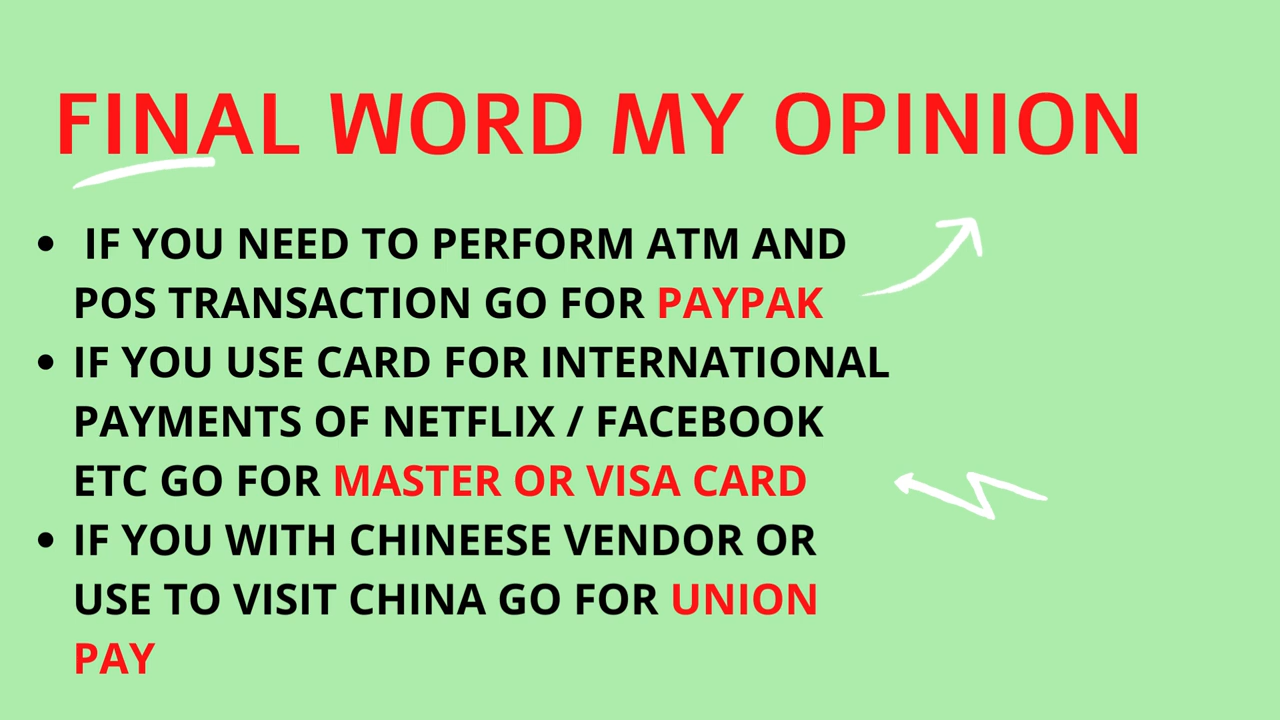 FINAL WORD MY OPINION
• IF YOU NEED TO PERFORM ATM AND
POS TRANSACTION GO FOR PAYPAK
• IF YOU USE CARD FOR INTERNATIONAL
PAYMENTS OF NETFLIX / FACEBOOK
ETC GO FOR MASTER OR VISA CARD
• IF YOU WITH CHINEESE VENDOR OR
USE TO VISIT CHINA GO FOR UNION
PAY